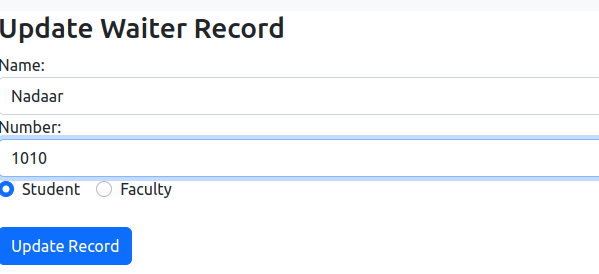 Update Waiter Record
Name:
Nadaar
Number:
1010
Student Faculty
Update Record